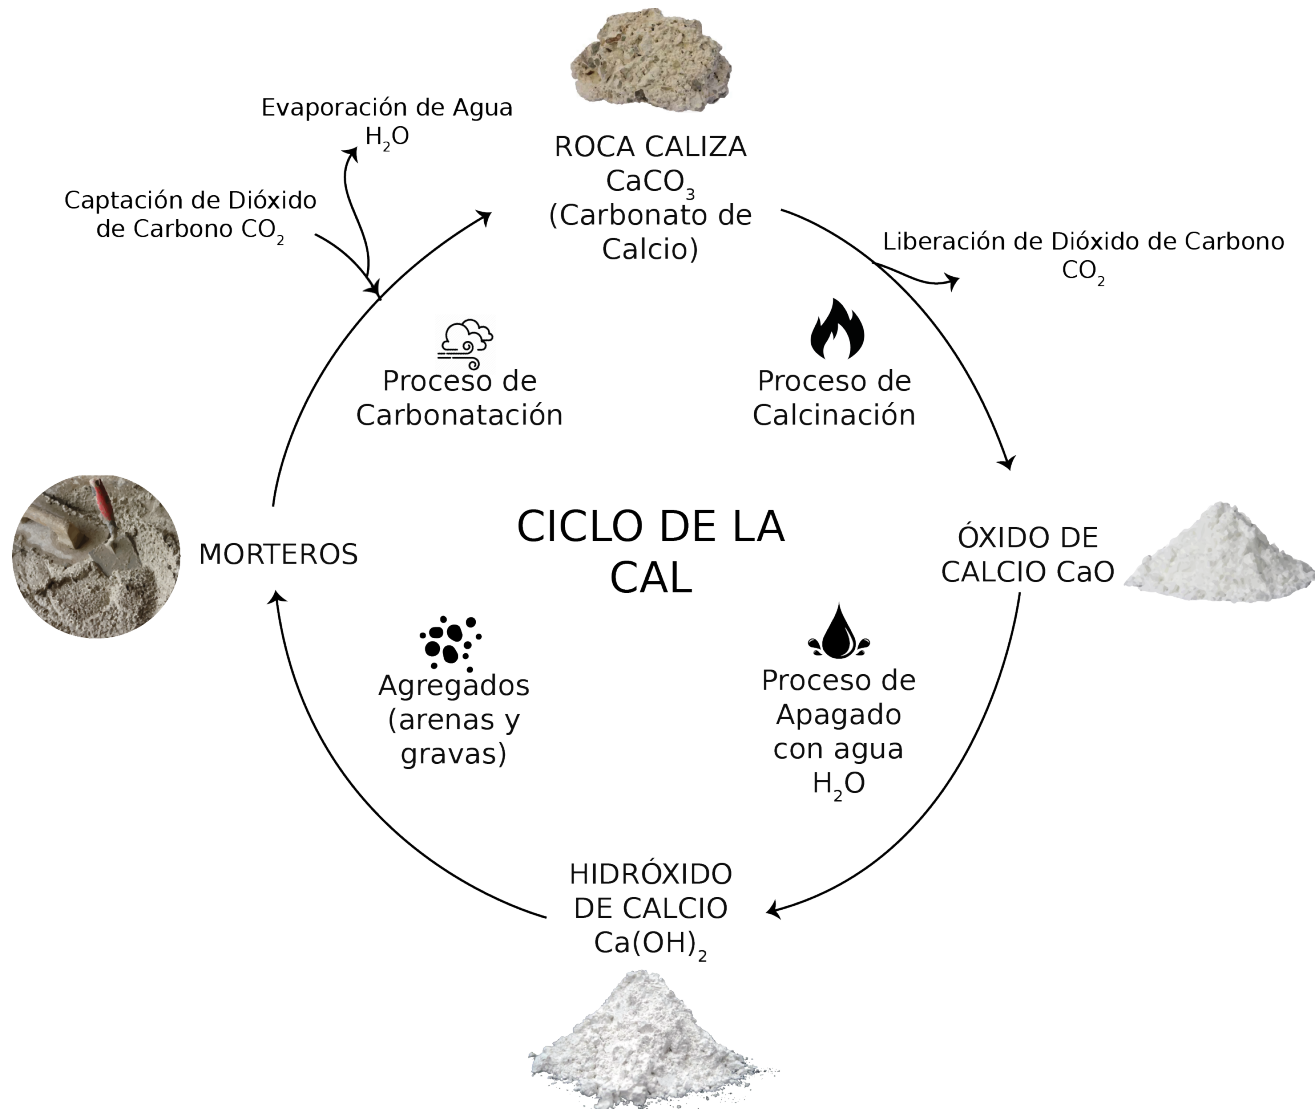 Evaporación de Agua
H₂O
Captación de Dióxido
de Carbono CO₂
ROCA CALIZA
CaCO₃
(Carbonato de
Calcio)
Liberación de Dióxido de Carbono
CO₂
Proceso de
Carbonatación
Proceso de
Calcinación
CICLO DE LA
CAL
MORTEROS
ÓXIDO DE
CALCIO CaO
Agregados
(arenas y
gravas)
Proceso de
Apagado
con agua
H₂O
HIDRÓXIDO
DE CALCIO
Ca(OH)₂